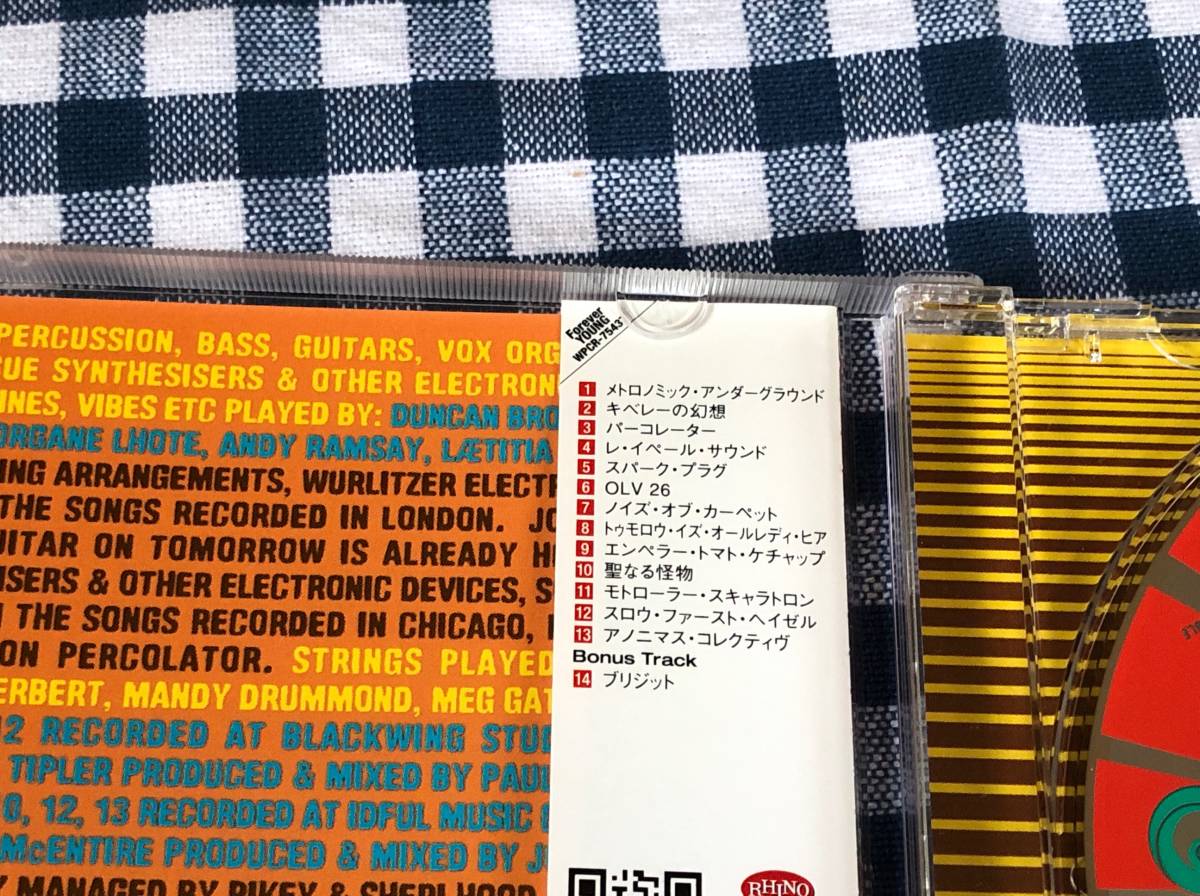 PERCUSSION, BASS, GUITARS, VOX ORG
GUE SYNTHESISERS & OTHER ELECTRON
INES, VIBES ETC PLAYED BY: DUNCAN BRO
ORGANE LHOTE, ANDY RAMSAY, LÆTITIA
ING ARRANGEMENTS, WURLITZER ELECTR
THE SONGS RECORDED IN LONDON. JO
UITAR ON TOMORROW IS ALREADY H
ISERS & OTHER ELECTRONIC DEVICES, S
THE SONGS RECORDED IN CHICAGO,
ON PERCOLATOR. STRINGS PLAYED
ERBERT, MANDY DRUMMOND, MEG GAT
12 RECORDED AT BLACKWING STUD
TIPLER PRODUCED & MIXED BY PAUL
0, 12, 13 RECORDED AT IDFUL MUSIC
McENTIRE PRODUCED & MIXED BY J
Y MANAGED BY PIKEY & SHERI HOOD
Forever
YOUNG
WPCR-7543
1 メトロノミック・アンダーグラウンド
2 キベレーの幻想
3 パーコレーター
4 レ・イペール・サウンド
5 スパーク・プラグ
6 OLV 26
7 ノイズ・オブ・カーペット
8 トゥモロウ・イズ・オールレディ・ヒア
9 エンペラー・トマト・ケチャップ
10 聖なる怪物
11 モトローラー・スキャラトロン
12 スロウ・ファースト・ヘイゼル
13 アノニマス・コレクティヴ
Bonus Track
14 ブリジット
RHINO